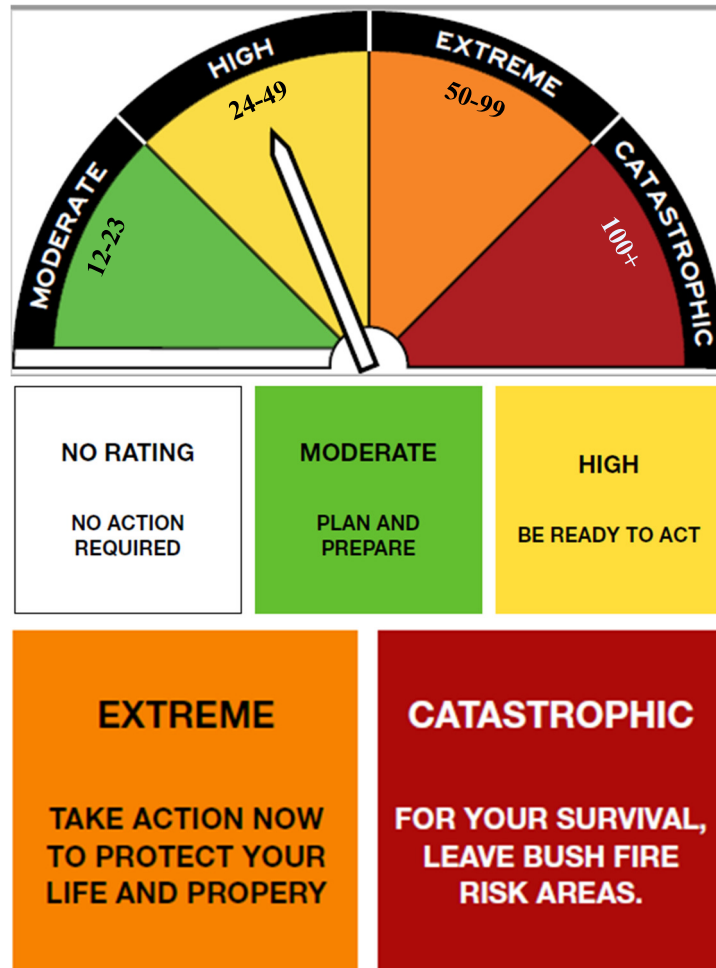 MODERATE
HIGH
EXTREME
CATASTROPHIC
12-23
24-49
50-99
100+
NO RATING
NO ACTION
REQUIRED
MODERATE
PLAN AND
PREPARE
HIGH
BE READY TO ACT
EXTREME
TAKE ACTION NOW
TO PROTECT YOUR
LIFE AND PROPERY
CATASTROPHIC
FOR YOUR SURVIVAL,
LEAVE BUSH FIRE
RISK AREAS.